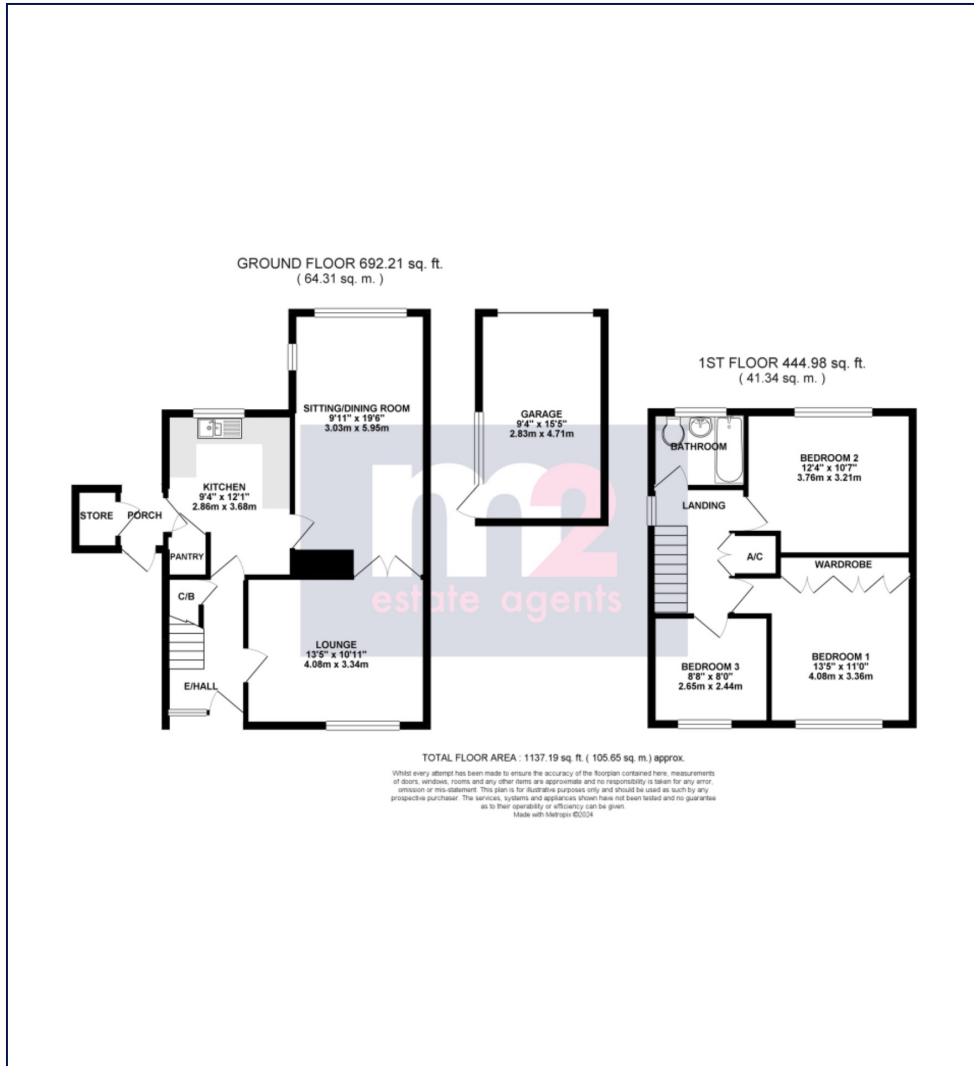 GROUND FLOOR 692.21 sq. ft.
( 64.31 sq. m. )
SITTING/DINING ROOM
9'11" x 19'6"
3.03m x 5.95m
KITCHEN
9'4" x 12'1"
2.86m x 3.68m
STORE
PORCH
PANTRY
C/B
LOUNGE
13'5" x 10'11"
4.08m x 3.34m
E/HALL
GARAGE
9'4" x 15'5"
2.83m x 4.71m
1ST FLOOR 444.98 sq. ft.
( 41.34 sq. m. )
BATHROOM
BEDROOM 2
12'4" x 10'7"
3.76m x 3.21m
LANDING
A/C
WARDROBE
BEDROOM 1
13'5" x 11'0"
4.08m x 3.36m
BEDROOM 3
8'8" x 8'0"
2.65m x 2.44m
m2
estate agents
TOTAL FLOOR AREA : 1137.19 sq. ft. ( 105.65 sq. m.) approx.
Whilst every attempt has been made to ensure the accuracy of the floorplan contained here, measurements
of doors, windows, rooms and any other items are approximate and no responsibility is taken for any error,
omission or mis-statement. This plan is for illustrative purposes only and should be used as such by any
prospective purchaser. The services, systems and appliances shown have not been tested and no guarantee
as to their operability or efficiency can be given.
Made with Metropix ©2024